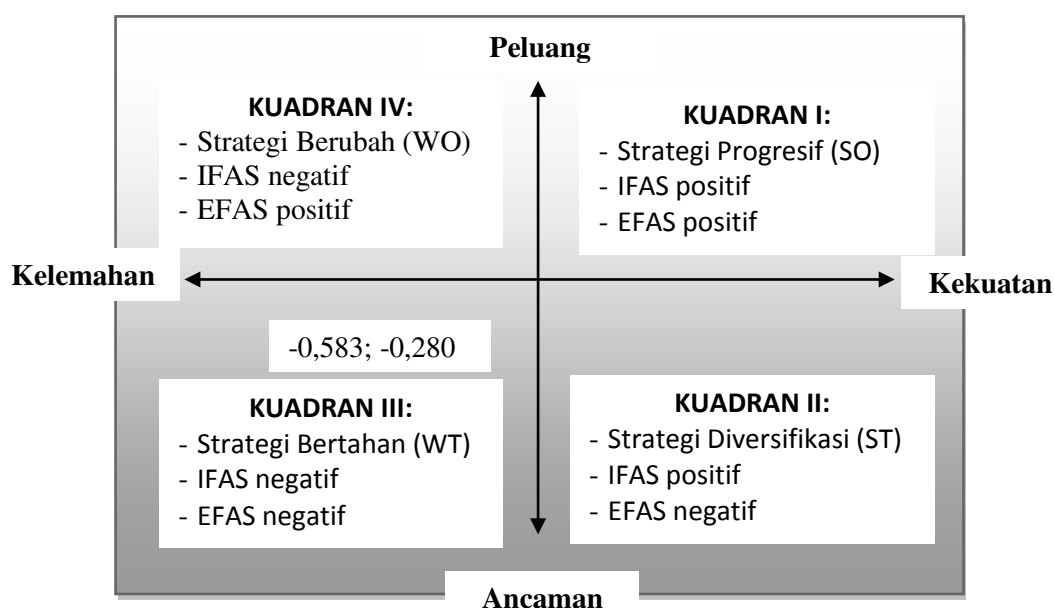 Peluang
KUADRAN IV:
- Strategi Berubah (WO)
- IFAS negatif
- EFAS positif
KUADRAN I:
- Strategi Progresif (SO)
- IFAS positif
- EFAS positif
Kelemahan
Kekuatan
-0,583; -0,280
KUADRAN III:
- Strategi Bertahan (WT)
- IFAS negatif
- EFAS negatif
KUADRAN II:
- Strategi Diversifikasi (ST)
- IFAS positif
- EFAS negatif
Ancaman